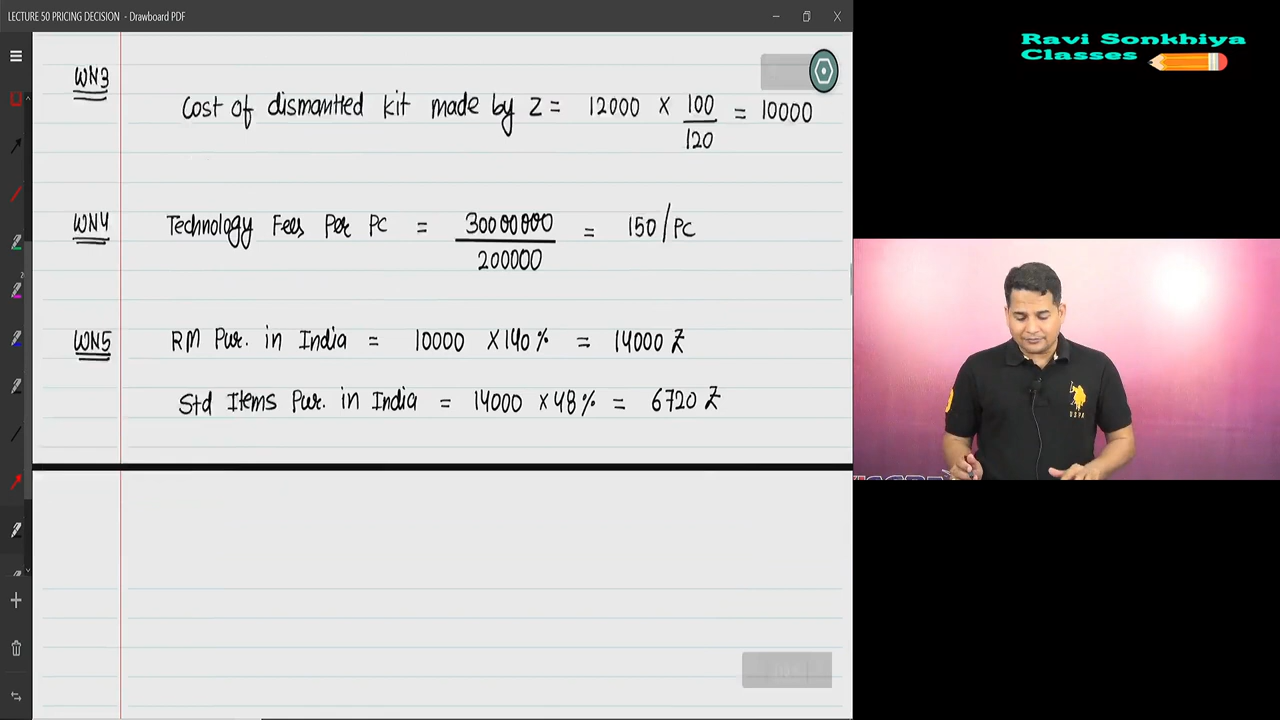 LECTURE 50 PRICING DECISION - Drawboard PDF
Ravi Sonkhiya
Classes
WN3
Cost of dismantted kit made by Z = 12000 X 100/120 = 10000
WN4
Technology Fees Per PC = 30000000/200000 = 150/PC
WN5
RM Pur. in India = 10000 X 140% = 14000 ₹
Std Items Pur. in India = 14000 X 48% = 6720 ₹
USPA